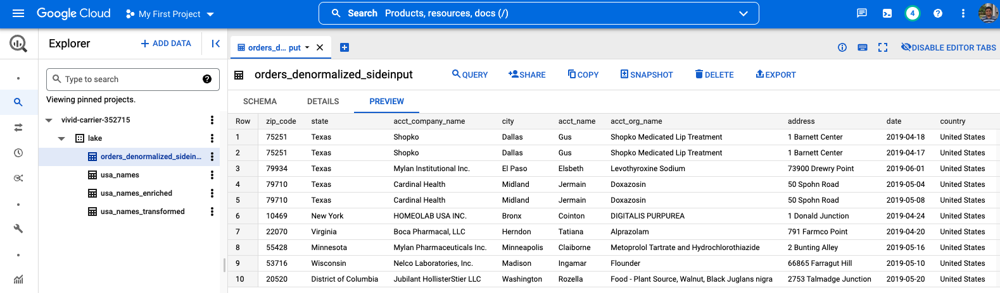 Google Cloud My First Project Search Products, resources, docs (/) 4
Explorer + ADD DATA
orders_d... put
DISABLE EDITOR TABS
Type to search
Viewing pinned projects.
vivid-carrier-352715
lake
orders_denormalized_sidein...
usa_names
usa_names_enriched
usa_names_transformed
orders_denormalized_sideinput QUERY SHARE COPY SNAPSHOT DELETE EXPORT
SCHEMA DETAILS PREVIEW
Row zip_code state acct_company_name city acct_name acct_org_name address date country
1 75251 Texas Shopko Dallas Gus Shopko Medicated Lip Treatment 1 Barnett Center 2019-04-18 United States
2 75251 Texas Shopko Dallas Gus Shopko Medicated Lip Treatment 1 Barnett Center 2019-04-17 United States
3 79934 Texas Mylan Institutional Inc. El Paso Elsbeth Levothyroxine Sodium 73900 Drewry Point 2019-06-01 United States
4 79710 Texas Cardinal Health Midland Jermain Doxazosin 50 Spohn Road 2019-05-04 United States
5 79710 Texas Cardinal Health Midland Jermain Doxazosin 50 Spohn Road 2019-05-08 United States
6 10469 New York HOMEOLAB USA INC. Bronx Cointon DIGITALIS PURPUREA 1 Donald Junction 2019-04-24 United States
7 22070 Virginia Boca Pharmacal, LLC Herndon Tatiana Alprazolam 791 Farmco Point 2019-04-20 United States
8 55428 Minnesota Mylan Pharmaceuticals Inc. Minneapolis Claiborne Metoprolol Tartrate and Hydrochlorothiazide 2 Bunting Alley 2019-05-16 United States
9 53716 Wisconsin Nelco Laboratories, Inc. Madison Ingamar Flounder 66865 Farragut Hill 2019-05-10 United States
10 20520 District of Columbia Jubilant HollisterStier LLC Washington Rozella Food - Plant Source, Walnut, Black Juglans nigra 2753 Talmadge Junction 2019-05-20 United States